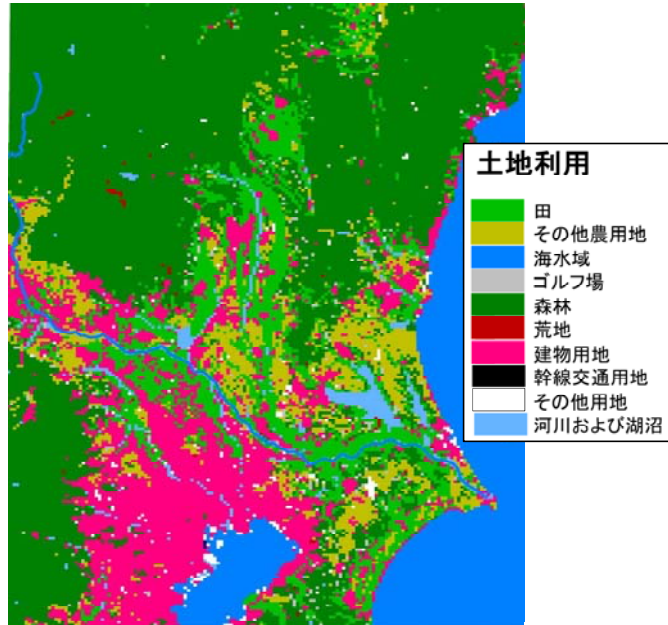 土地利用
田
その他農用地
海水域
ゴルフ場
森林
荒地
建物用地
幹線交通用地
その他用地
河川および湖沼